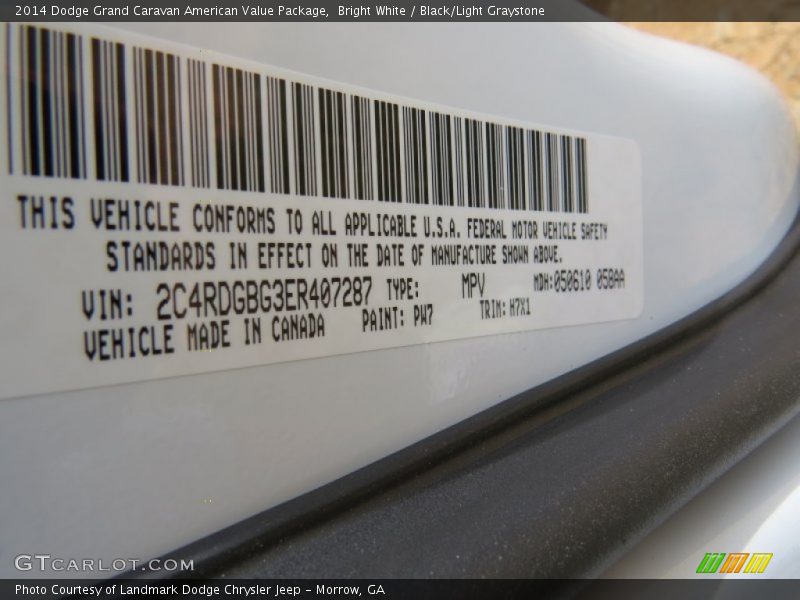 2014 Dodge Grand Caravan American Value Package,  Bright White / Black/Light Graystone
THIS VEHICLE CONFORMS TO ALL APPLICABLE U.S.A. FEDERAL MOTOR VEHICLE SAFETY
STANDARDS IN EFFECT ON THE DATE OF MANUFACTURE SHOWN ABOVE.
VIN: 2C4RDGBG3ER407287 TYPE: MPV MDH:050610 058AA
VEHICLE MADE IN CANADA PAINT: PW7 TRIM: H7X1
GTCARLOT.COM
Photo Courtesy of Landmark Dodge Chrysler Jeep – Morrow, GA